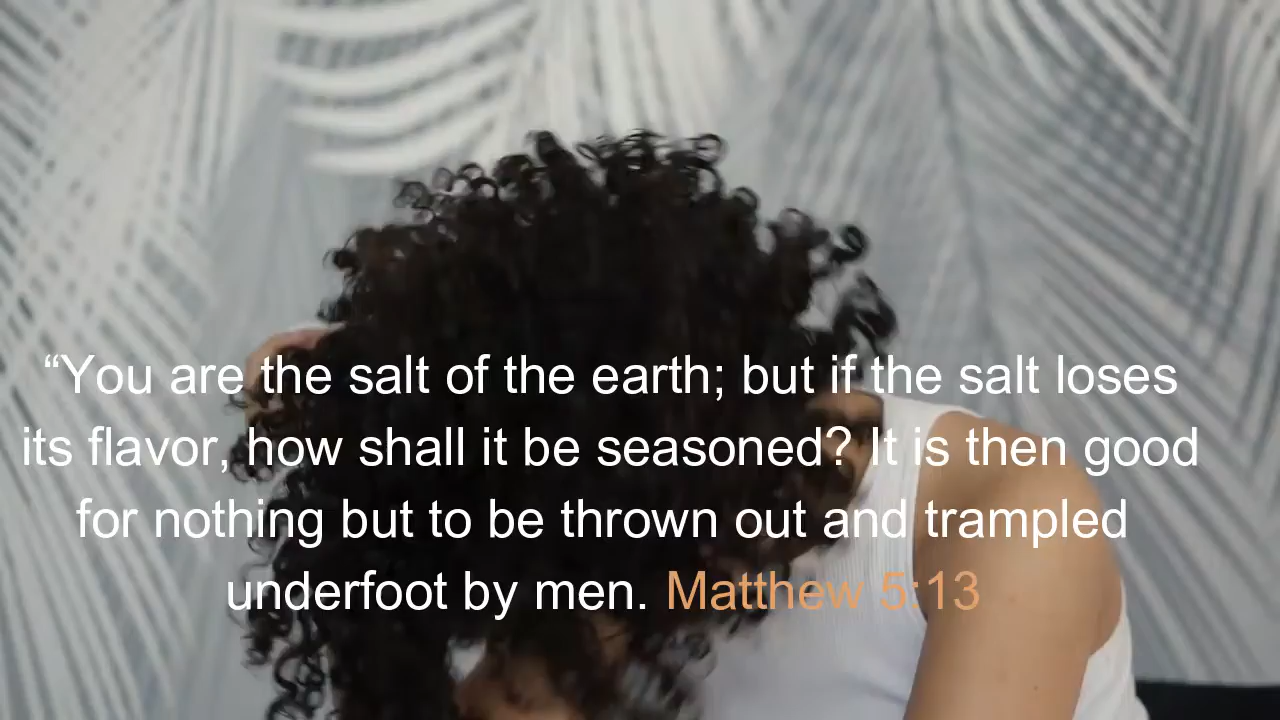 “You are the salt of the earth; but if the salt loses
its flavor, how shall it be seasoned? It is then good
for nothing but to be thrown out and trampled
underfoot by men. Matthew 5:13